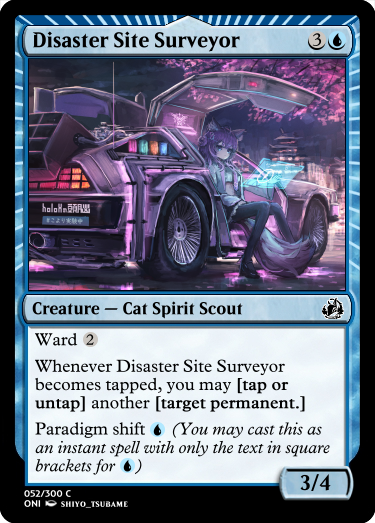 Disaster Site Surveyor 3
Creature — Cat Spirit Scout
Ward 2
Whenever Disaster Site Surveyor
becomes tapped, you may [tap or
untap] another [target permanent.]
Paradigm shift (You may cast this as
an instant spell with only the text in square
brackets for )
3/4
052/300 C
ONI SHIYO_TSUBAME